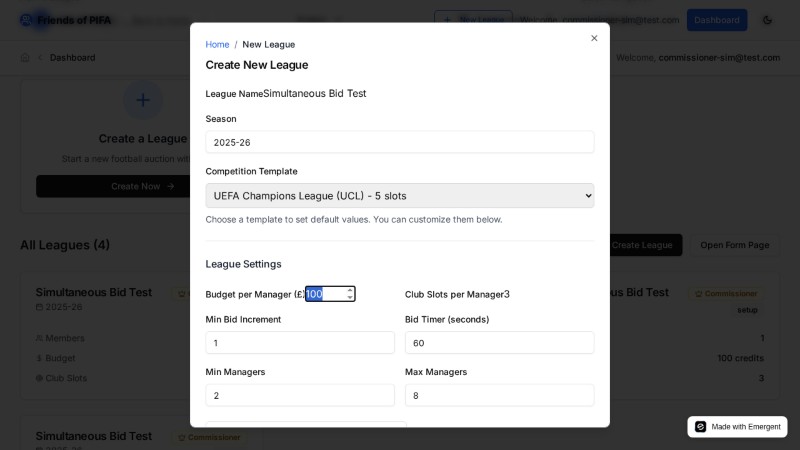 Friends of PIFA
Welcome, commissioner-sim@test.com
Dashboard
Dashboard
Welcome, commissioner-sim@test.com
Home / New League
Create New League
League NameSimultaneous Bid Test
Season
2025-26
Competition Template
UEFA Champions League (UCL) - 5 slots
Choose a template to set default values. You can customize them below.
League Settings
Budget per Manager (£)100
Club Slots per Manager3
Min Bid Increment
1
Bid Timer (seconds)
60
Min Managers
2
Max Managers
8
Create a League
Start a new football auction wit
Create Now
All Leagues (4)
Create League
Open Form Page
Simultaneous Bid Test
2025-26
Members
Budget
Club Slots
us Bid Test
Commissioner
setup
1
100 credits
3
Simultaneous Bid Test
Commissioner
2025-26
Made with Emergent